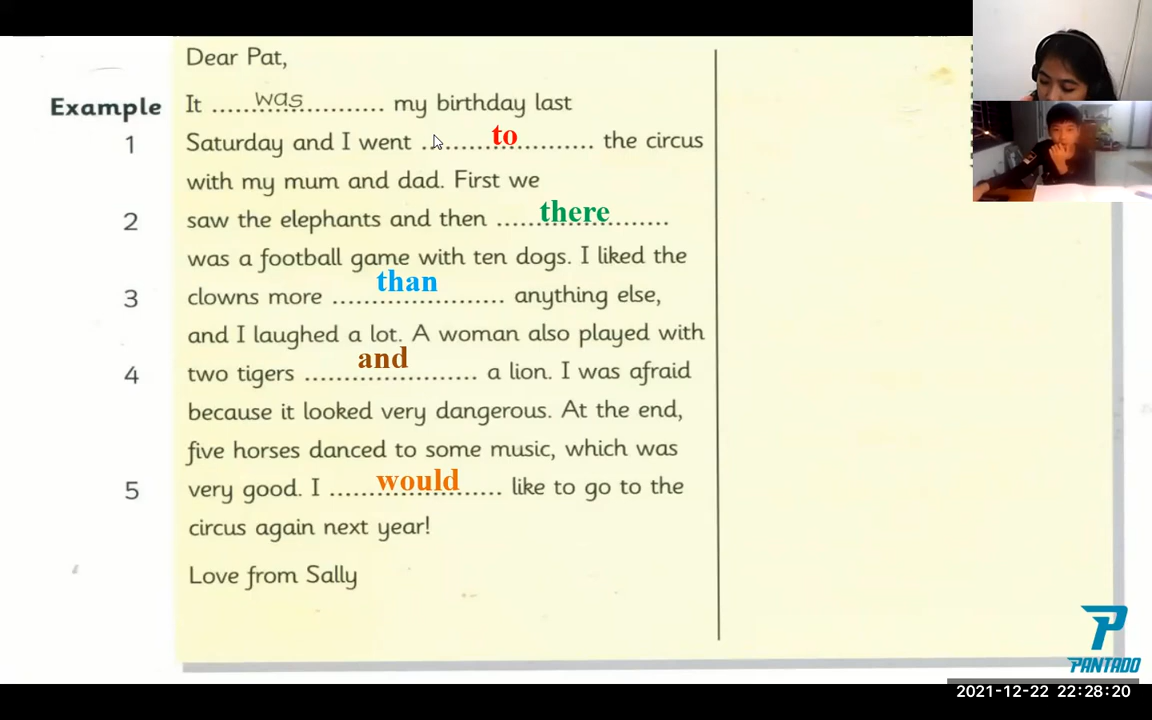 Dear Pat,
Example It ....was.... my birthday last
1 Saturday and I went ....to.... the circus
with my mum and dad. First we
2 saw the elephants and then ....there....
was a football game with ten dogs. I liked the
3 clowns more ....than.... anything else,
and I laughed a lot. A woman also played with
4 two tigers ....and.... a lion. I was afraid
because it looked very dangerous. At the end,
five horses danced to some music, which was
5 very good. I ....would.... like to go to the
circus again next year!
Love from Sally
PANTADO
2021-12-22 22:28:20